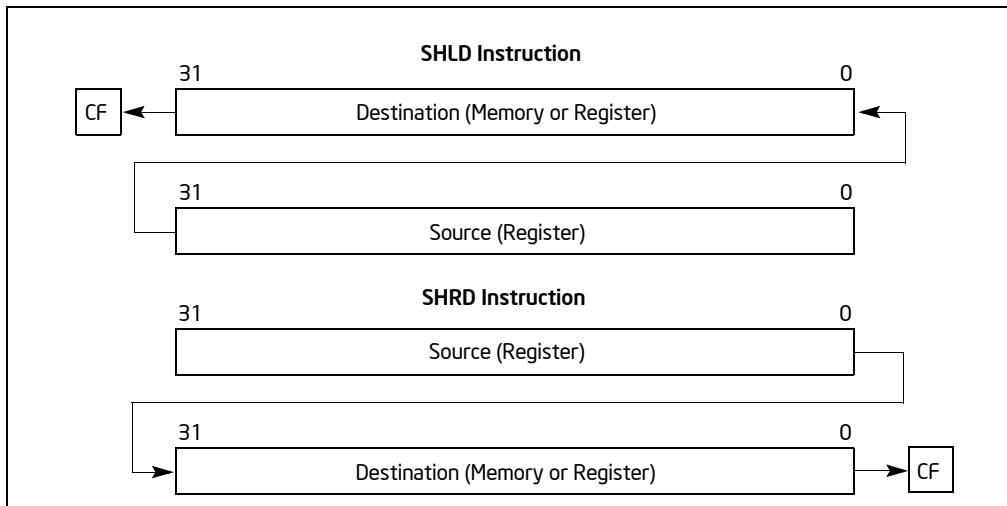 SHLD Instruction
31 0
CF Destination (Memory or Register)
31 0
Source (Register)
SHRD Instruction
31 0
Source (Register)
31 0
Destination (Memory or Register) CF